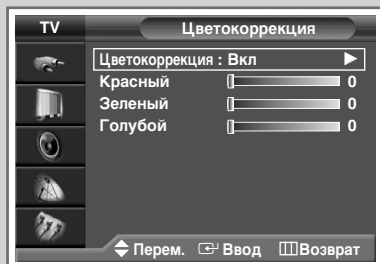 TV
Цветокоррекция
Цветокоррекция : Вкл
Красный 0
Зеленый 0
Голубой 0
Перем. Ввод Возврат